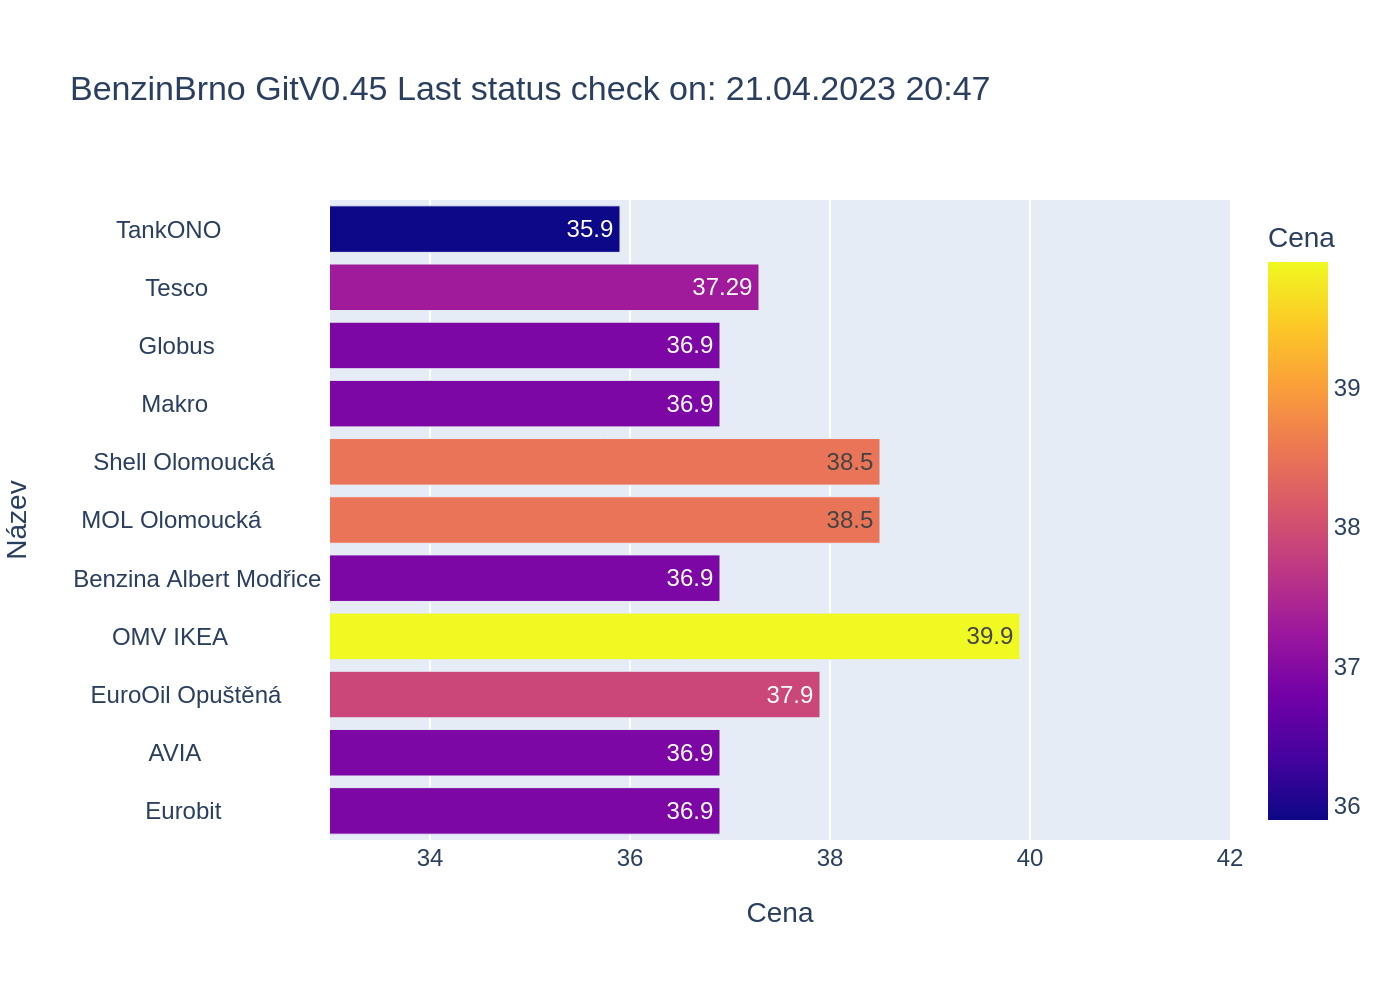 BenzinBrno GitV0.45 Last status check on: 21.04.2023 20:47
Název
TankONO 35.9
Tesco 37.29
Globus 36.9
Makro 36.9
Shell Olomoucká 38.5
MOL Olomoucká 38.5
Benzina Albert Modřice 36.9
OMV IKEA 39.9
EuroOil Opuštěná 37.9
AVIA 36.9
Eurobit 36.9
34 36 38 40 42
Cena
Cena
39
38
37
36